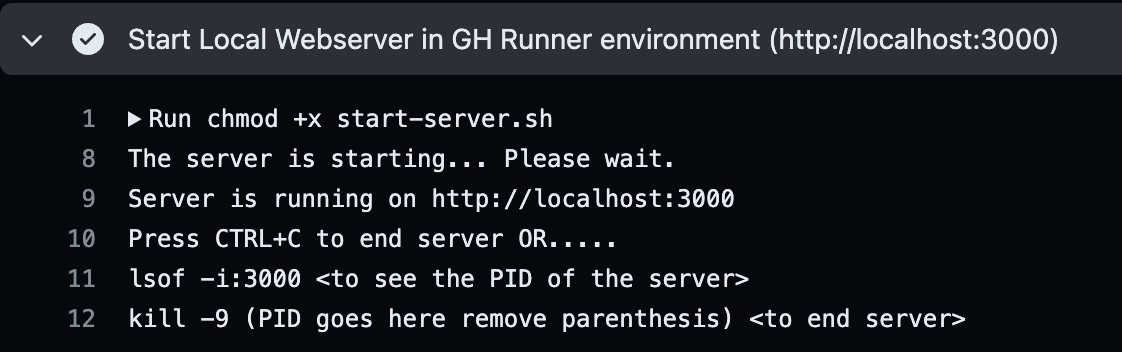 Start Local Webserver in GH Runner environment (http://localhost:3000)
1 Run chmod +x start-server.sh
8 The server is starting... Please wait.
9 Server is running on http://localhost:3000
10 Press CTRL+C to end server OR.....
11 lsof -i:3000 <to see the PID of the server>
12 kill -9 (PID goes here remove parenthesis) <to end server>